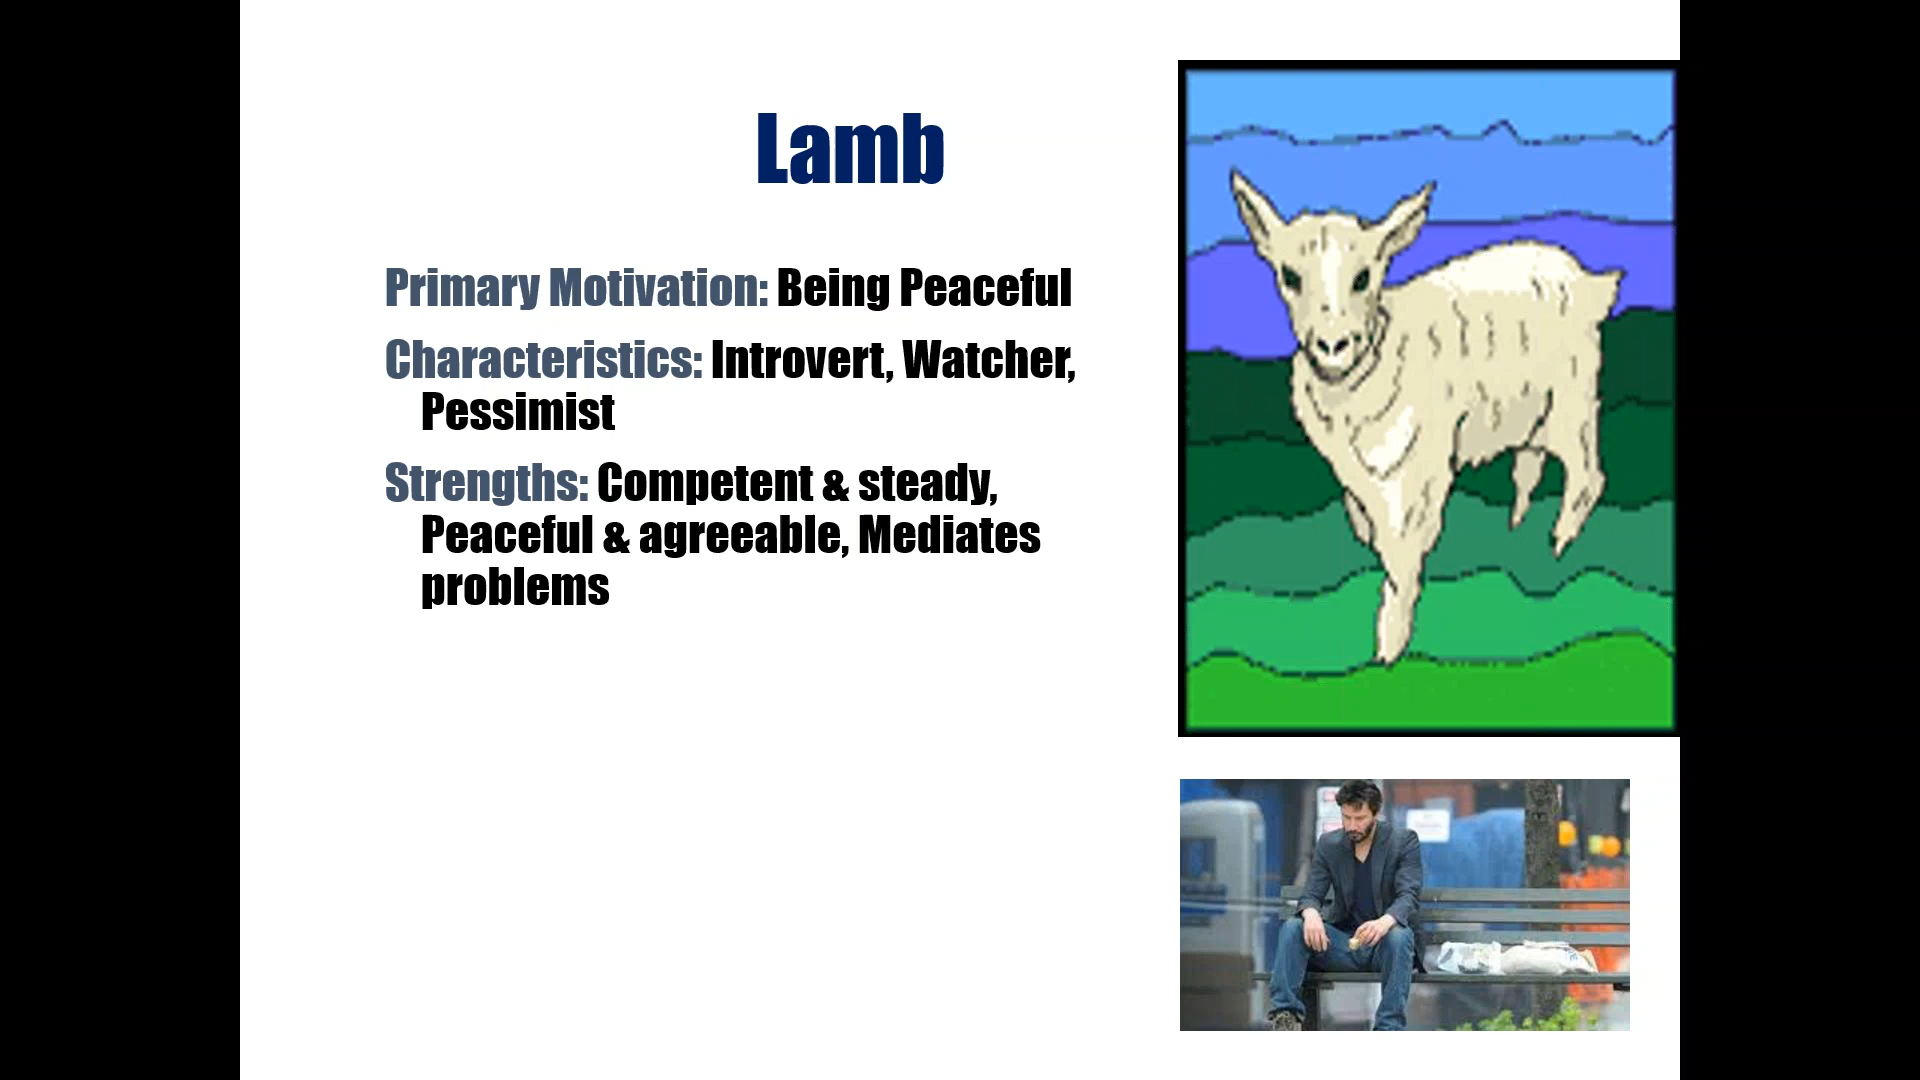 Lamb
Primary Motivation: Being Peaceful
Characteristics: Introvert, Watcher,
Pessimist
Strengths: Competent & steady,
Peaceful & agreeable, Mediates
problems